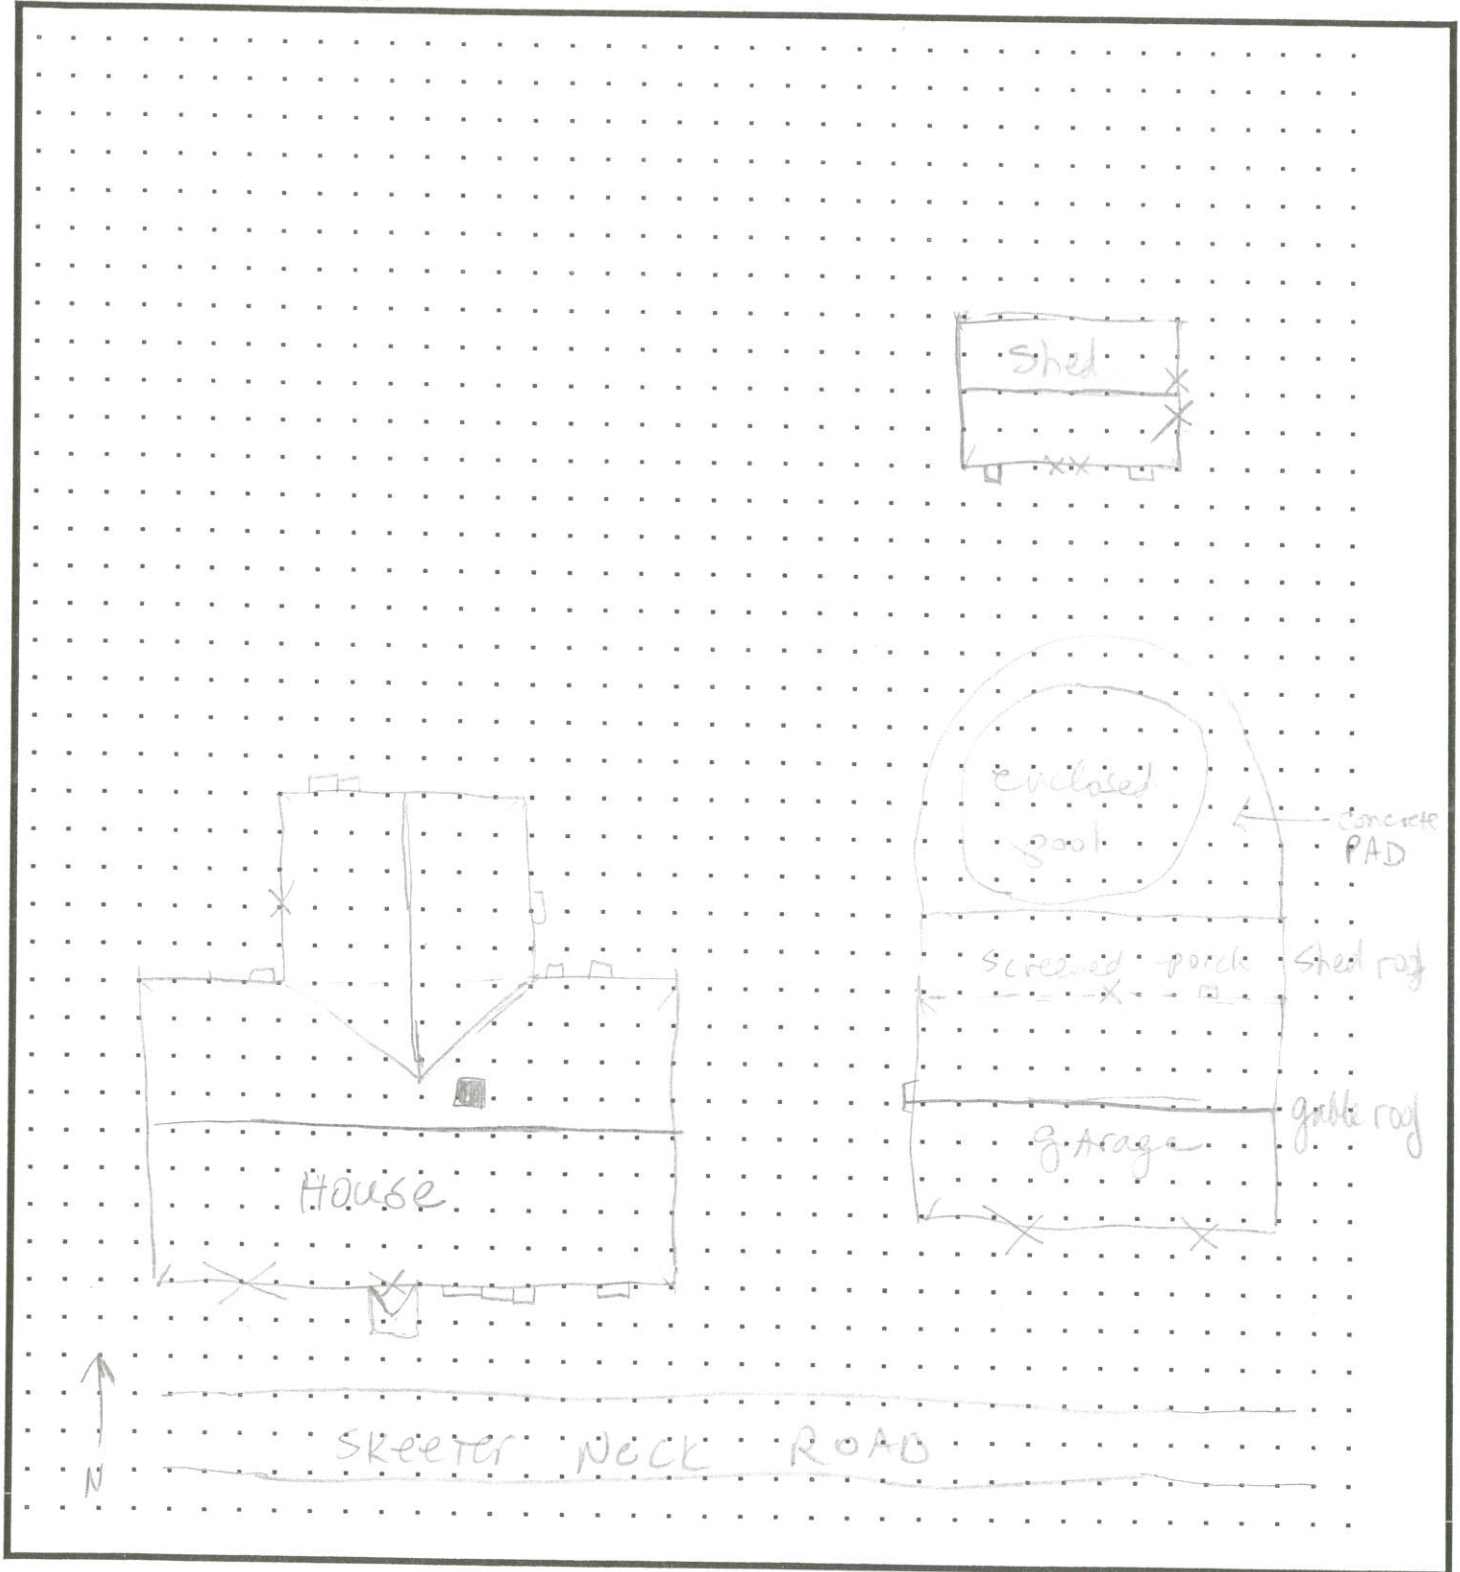 Shed
enclosed
pool
concrete
PAD
screened porch
Shed roof
gable roof
gArage
House
SKeeTer NecK ROAD
N